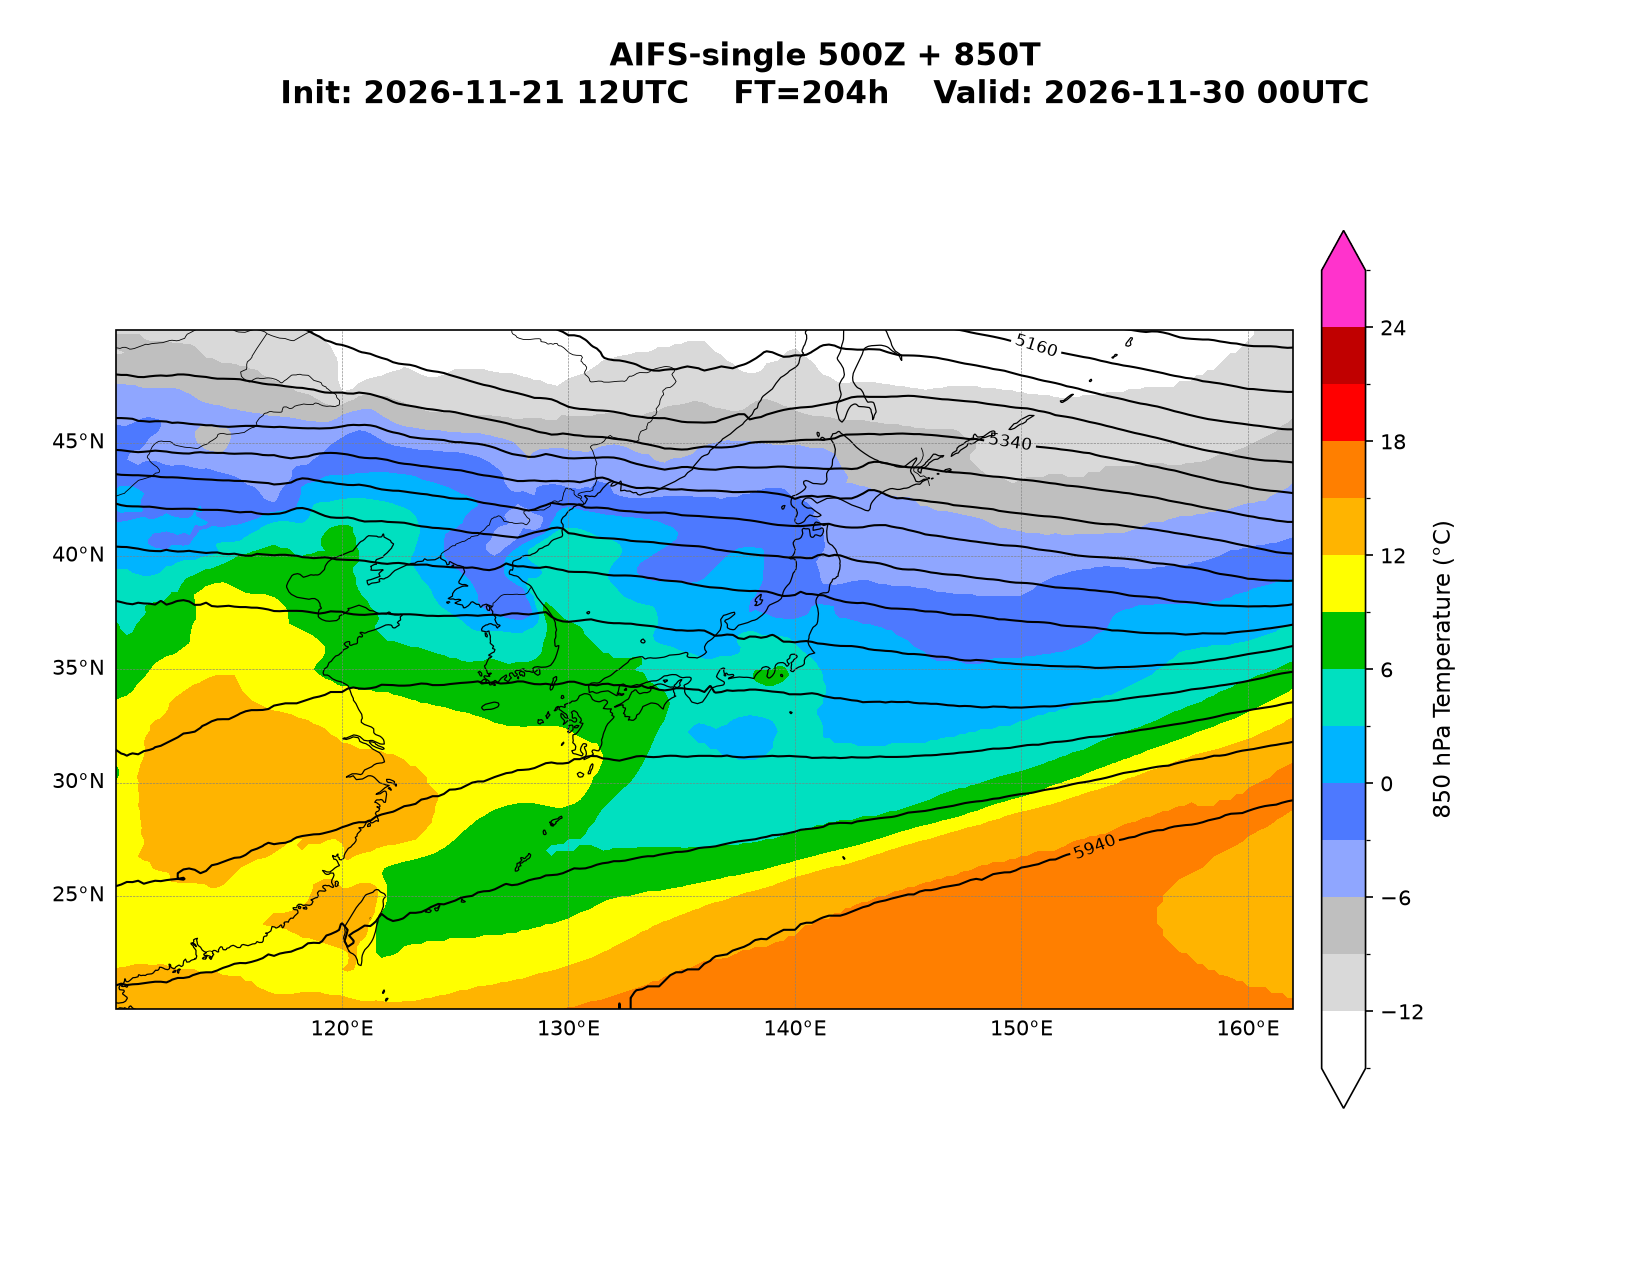 AIFS-single 500Z + 850T
Init: 2026-11-21 12UTC    FT=204h    Valid: 2026-11-30 00UTC
5160
5340
5940
45°N
40°N
35°N
30°N
25°N
120°E
130°E
140°E
150°E
160°E
24
18
12
6
0
−6
−12
850 hPa Temperature (°C)